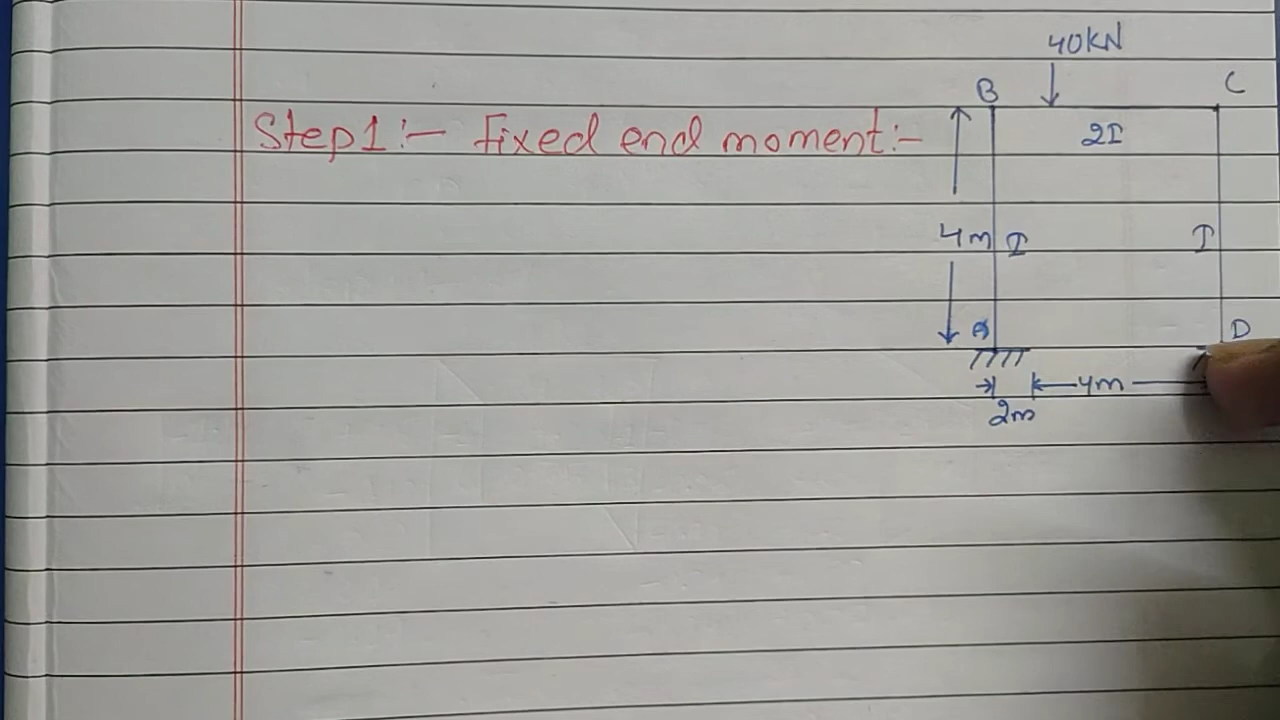 40KN
B
C
Step1:- Fixed end moment:-
2I
4m I
I
A
D
4m
2m